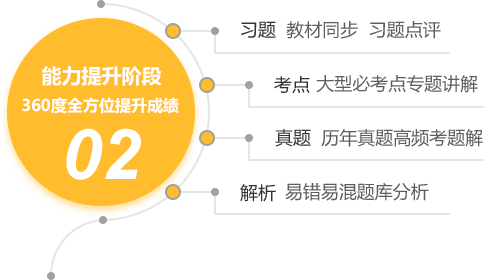 能力提升阶段
360度全方位提升成绩
02
习题 教材同步 习题点评
考点 大型必考点专题讲解
真题 历年真题高频考题解
解析 易错易混题库分析